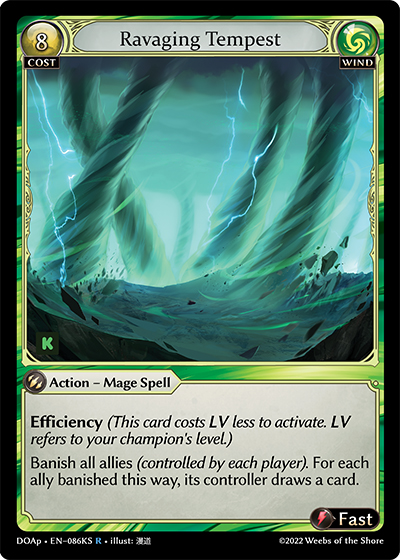 8
Ravaging Tempest
COST
WIND
K
Action – Mage Spell
Efficiency (This card costs LV less to activate. LV
refers to your champion's level.)
Banish all allies (controlled by each player). For each
ally banished this way, its controller draws a card.
Fast
DOAp • EN–086KS R • illust: 漫道
©2022 Weebs of the Shore